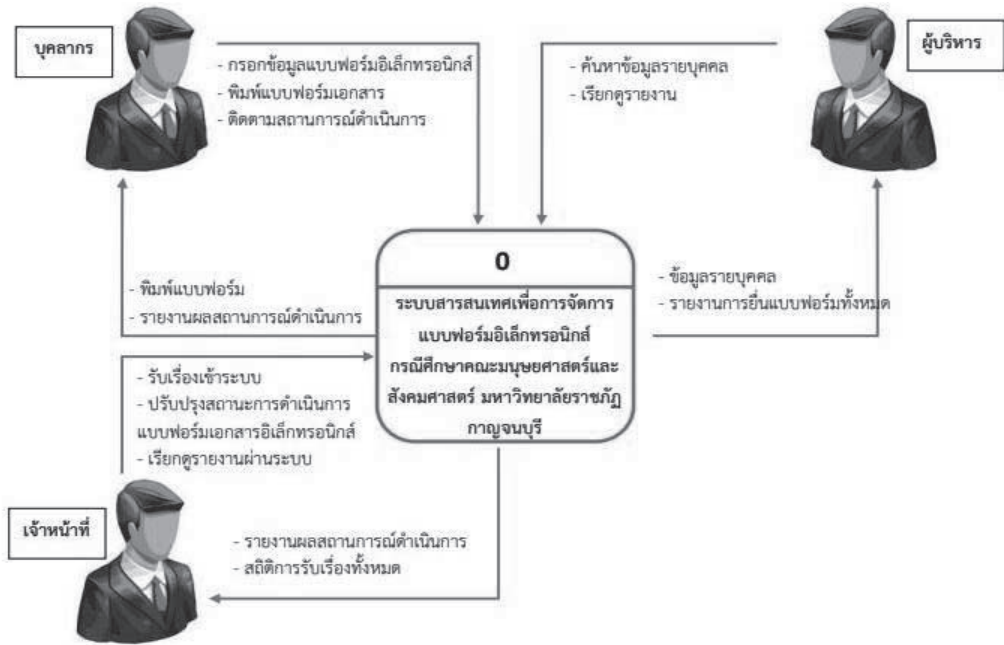 บุคลากร
- กรอกข้อมูลแบบฟอร์มอิเล็กทรอนิกส์
- พิมพ์แบบฟอร์มเอกสาร
- ติดตามสถานการณ์ดำเนินการ
ผู้บริหาร
- ค้นหาข้อมูลรายบุคคล
- เรียกดูรายงาน
- พิมพ์แบบฟอร์ม
- รายงานผลสถานการณ์ดำเนินการ
0
ระบบสารสนเทศเพื่อการจัดการ
แบบฟอร์มอิเล็กทรอนิกส์
กรณีศึกษาคณะมนุษยศาสตร์และ
สังคมศาสตร์ มหาวิทยาลัยราชภัฏ
กาญจนบุรี
- ข้อมูลรายบุคคล
- รายงานการยื่นแบบฟอร์มทั้งหมด
- รับเรื่องเข้าระบบ
- ปรับปรุงสถานะการดำเนินการ
แบบฟอร์มเอกสารอิเล็กทรอนิกส์
- เรียกดูรายงานผ่านระบบ
เจ้าหน้าที่
- รายงานผลสถานการณ์ดำเนินการ
- สถิติการรับเรื่องทั้งหมด